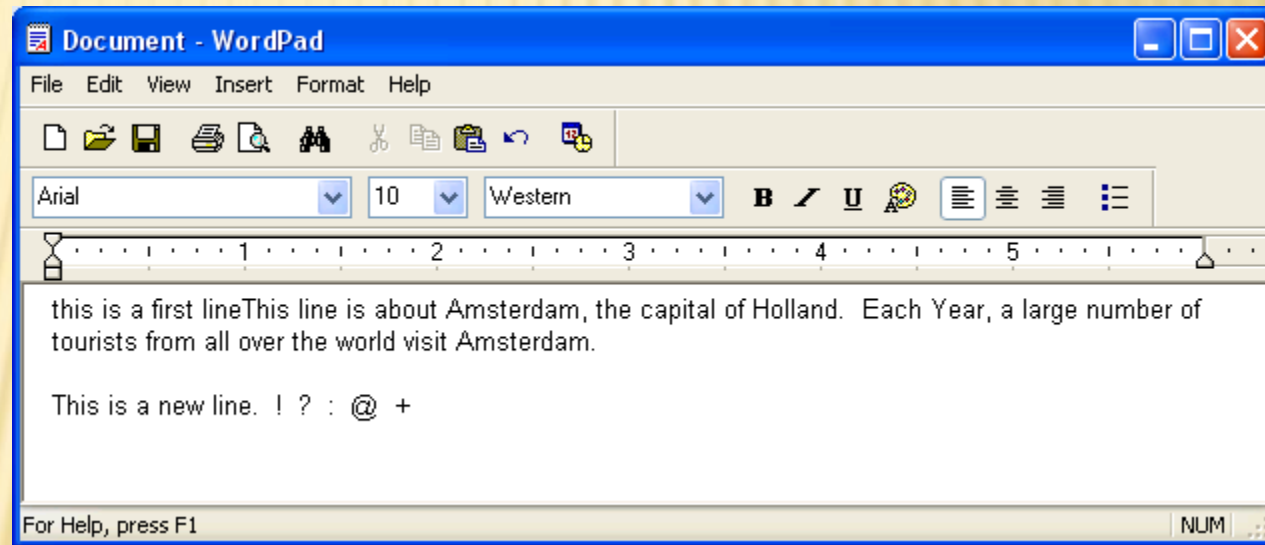 Document - WordPad
File Edit View Insert Format Help
Arial 10 Western B / U A
1 2 3 4 5
this is a first lineThis line is about Amsterdam, the capital of Holland.  Each Year, a large number of
tourists from all over the world visit Amsterdam.
This is a new line.  !  ?  :  @  +
For Help, press F1 NUM